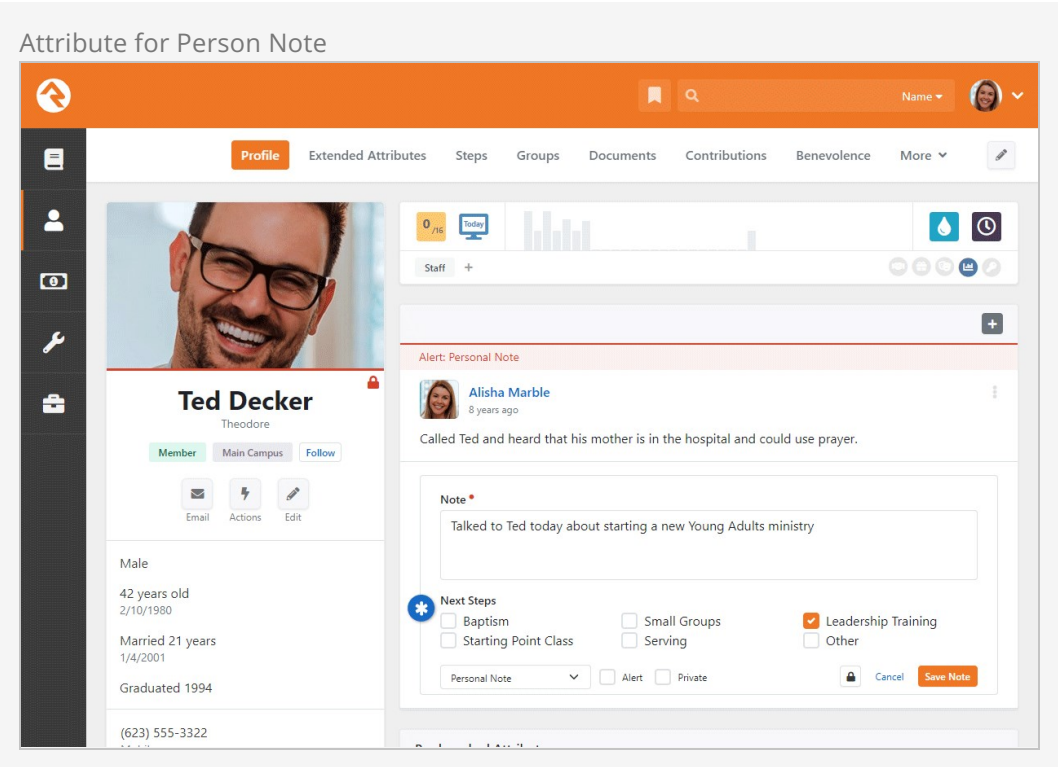 Attribute for Person Note
Name
Profile
Extended Attributes
Steps
Groups
Documents
Contributions
Benevolence
More
0/16
Today
Staff +
Alert: Personal Note
Alisha Marble
8 years ago
Called Ted and heard that his mother is in the hospital and could use prayer.
Ted Decker
Theodore
Member
Main Campus
Follow
Email
Actions
Edit
Male
42 years old
2/10/1980
Married 21 years
1/4/2001
Graduated 1994
(623) 555-3322
Note
Talked to Ted today about starting a new Young Adults ministry
Next Steps
Baptism
Small Groups
Leadership Training
Starting Point Class
Serving
Other
Personal Note
Alert
Private
Cancel
Save Note